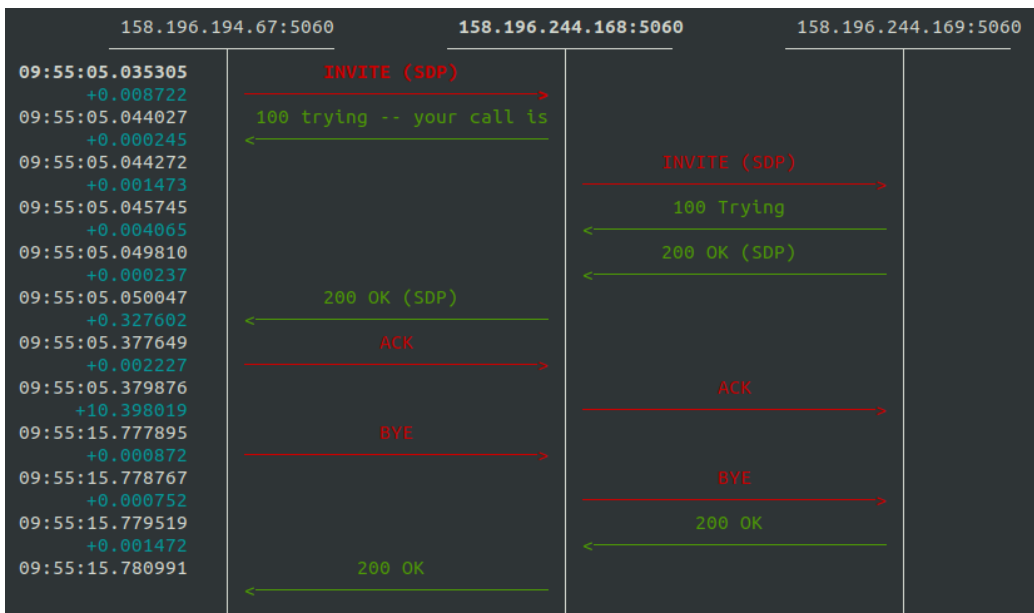 158.196.194.67:5060 158.196.244.168:5060 158.196.244.169:5060
09:55:05.035305 INVITE (SDP)
+0.008722
09:55:05.044027 100 trying -- your call is
+0.000245
09:55:05.044272 INVITE (SDP)
+0.001473
09:55:05.045745 100 Trying
+0.004065
09:55:05.049810 200 OK (SDP)
+0.000237
09:55:05.050047 200 OK (SDP)
+0.327602
09:55:05.377649 ACK
+0.002227
09:55:05.379876 ACK
+10.398019
09:55:15.777895 BYE
+0.000872
09:55:15.778767 BYE
+0.000752
09:55:15.779519 200 OK
+0.001472
09:55:15.780991 200 OK